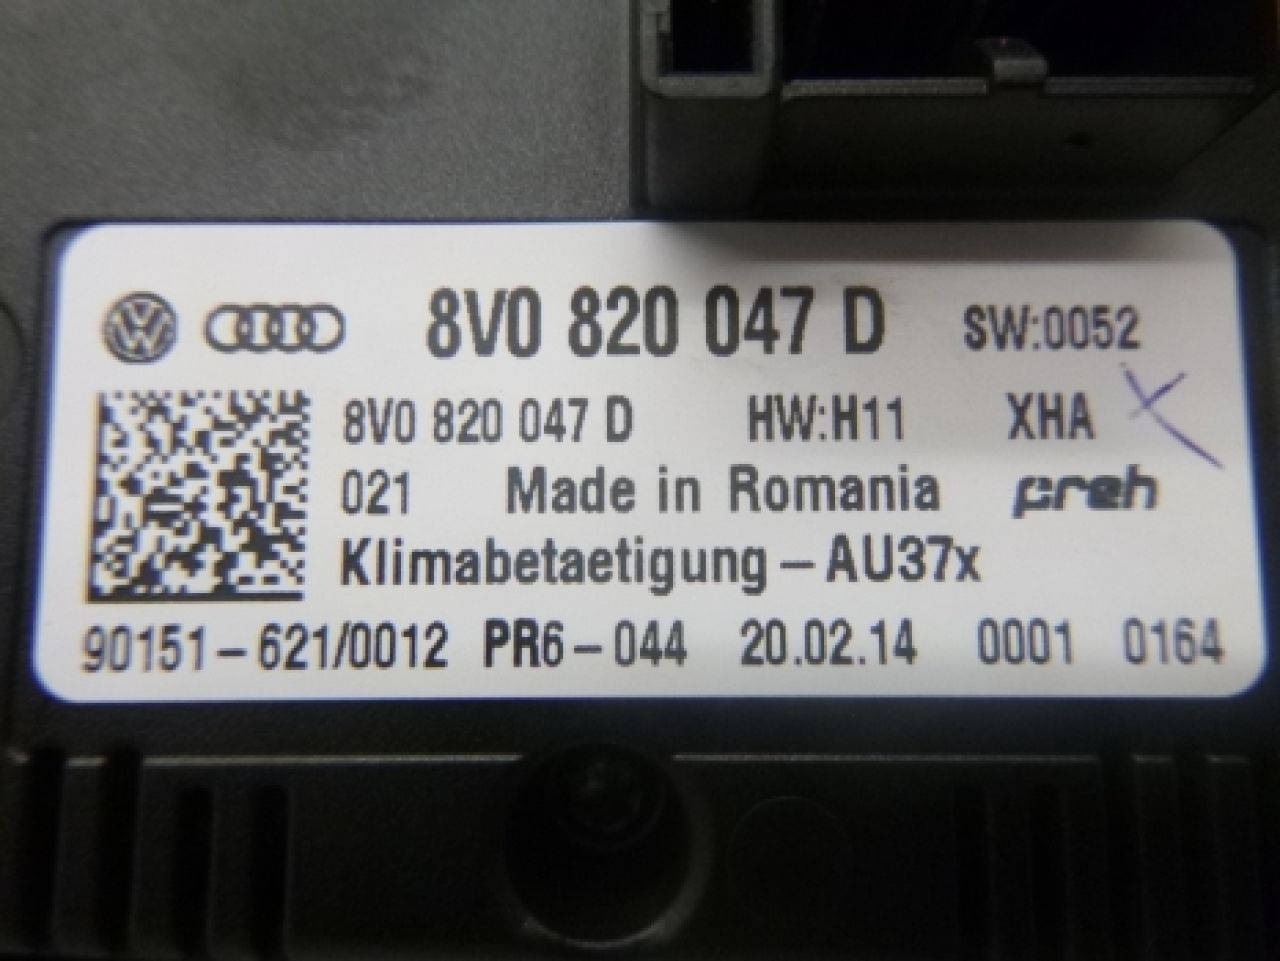 8V0 820 047 D SW:0052
8V0 820 047 D HW:H11 XHA
021 Made in Romania preh
Klimabetaetigung – AU37x
90151 – 621/0012 PR6 – 044 20.02.14 0001 0164